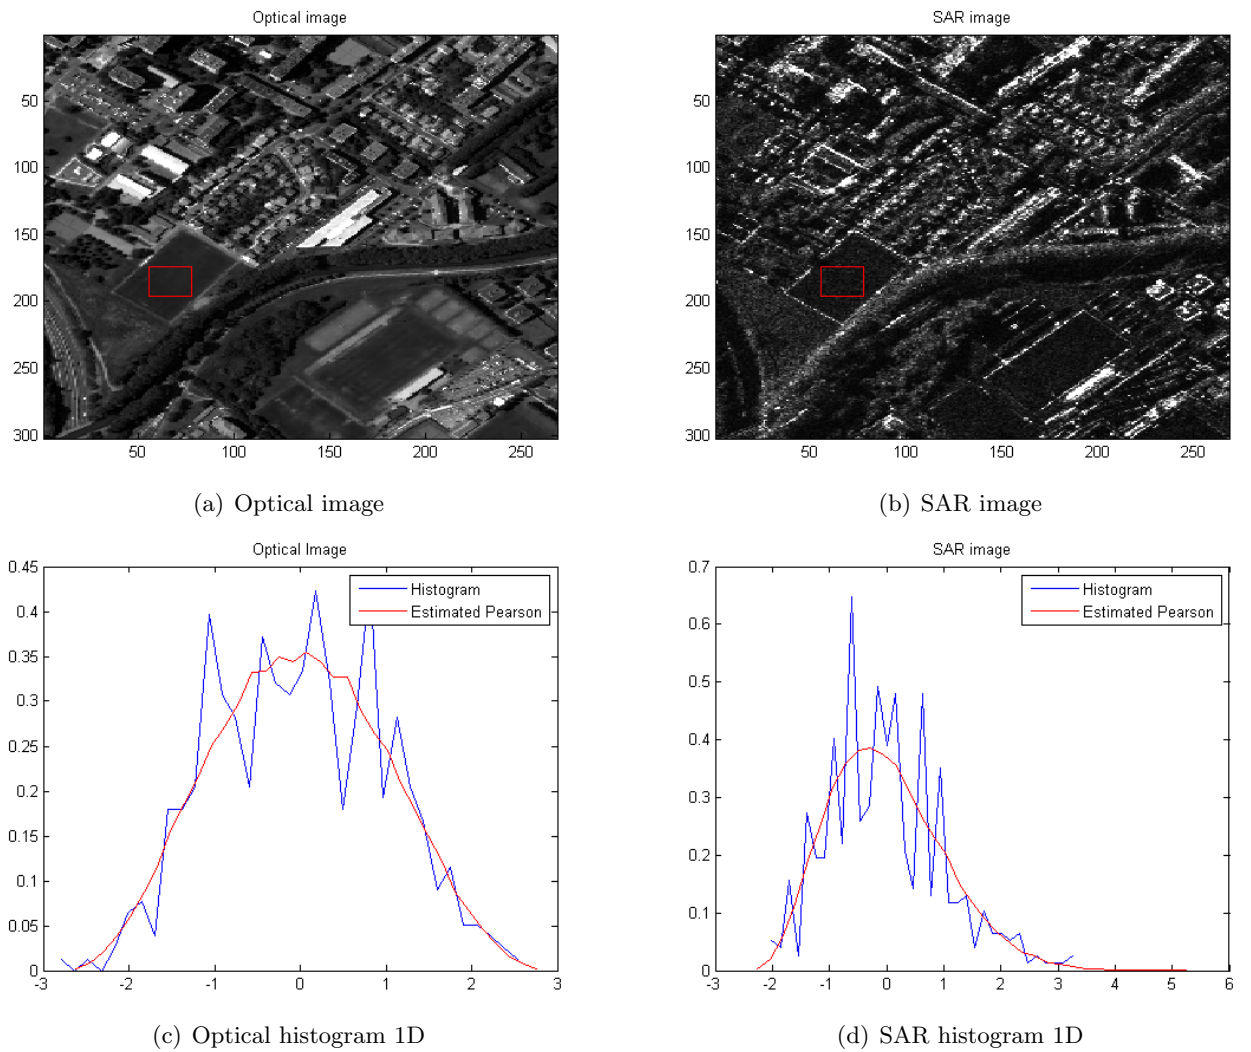 Optical image
SAR image
50
100
150
200
250
300
50 100 150 200 250
50
100
150
200
250
300
50 100 150 200 250
(a) Optical image
(b) SAR image
Optical Image
0.45
0.4
0.35
0.3
0.25
0.2
0.15
0.1
0.05
0
-3 -2 -1 0 1 2 3
Histogram
Estimated Pearson
SAR image
0.7
0.6
0.5
0.4
0.3
0.2
0.1
0
-3 -2 -1 0 1 2 3 4 5 6
Histogram
Estimated Pearson
(c) Optical histogram 1D
(d) SAR histogram 1D